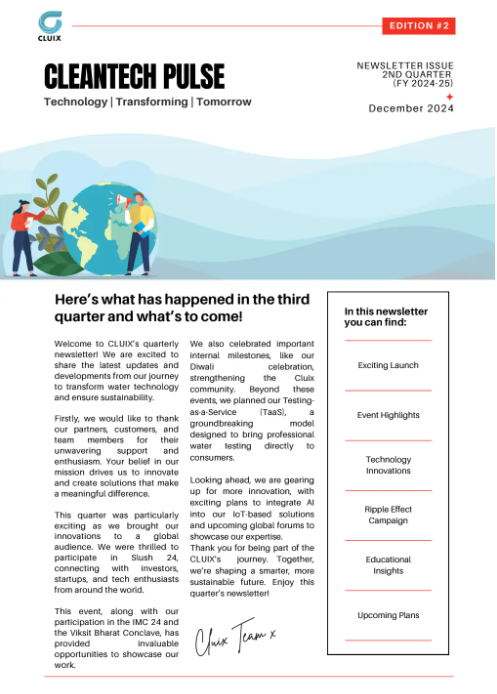 CLUIX
EDITION #2
CLEANTECH PULSE
Technology | Transforming | Tomorrow
NEWSLETTER ISSUE
2ND QUARTER
(FY 2024-25)
December 2024
Here's what has happened in the third
quarter and what's to come!
Welcome to CLUIX's quarterly
newsletter! We are excited to
share the latest updates and
developments from our journey
to transform water technology
and ensure sustainability.
Firstly, we would like to thank
our partners, customers, and
team members for their
unwavering support and
enthusiasm. Your belief in our
mission drives us to innovate
and create solutions that make
a meaningful difference.
This quarter was particularly
exciting as we brought our
innovations to a global
audience. We were thrilled to
participate in Slush 24,
connecting with investors,
startups, and tech enthusiasts
from around the world.
This event, along with our
participation in the IMC 24 and
the Viksit Bharat Conclave, has
provided invaluable
opportunities to showcase our
work.
We also celebrated important
internal milestones, like our
Diwali celebration,
strengthening the Cluix
community. Beyond these
events, we planned our Testing-
as-a-Service (TaaS), a
groundbreaking model
designed to bring professional
water testing directly to
consumers.
Looking ahead, we are gearing
up for more innovation, with
exciting plans to integrate AI
into our IoT-based solutions
and upcoming global forums to
showcase our expertise.
Thank you for being part of the
CLUIX's journey. Together,
we're shaping a smarter, more
sustainable future. Enjoy this
quarter's newsletter!
Cluix Team x
In this newsletter
you can find:
Exciting Launch
Event Highlights
Technology
Innovations
Ripple Effect
Campaign
Educational
Insights
Upcoming Plans